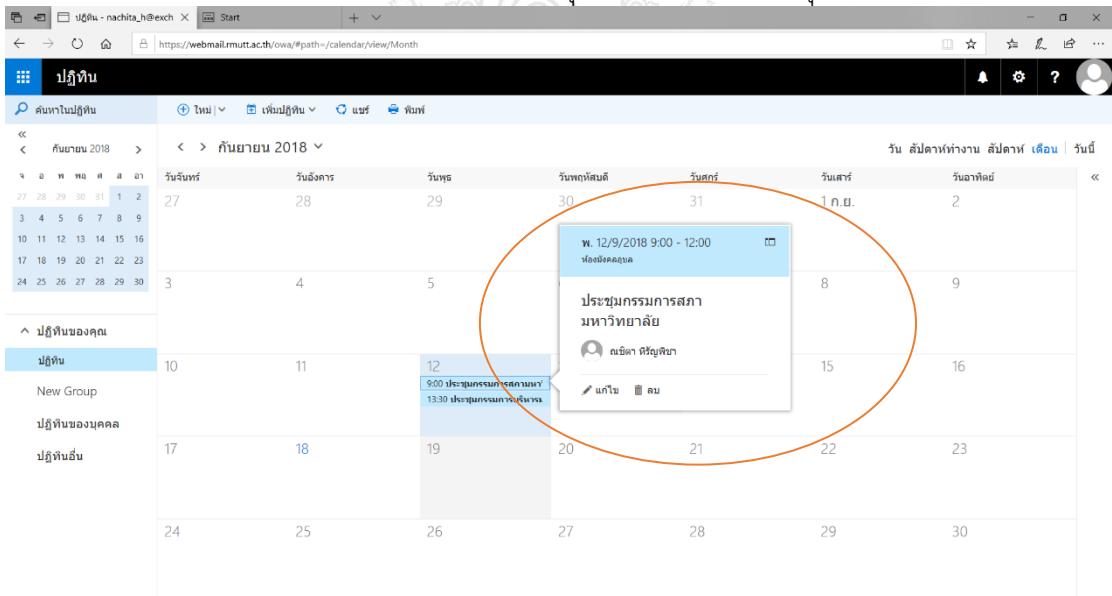 ปฏิทิน - nachita_h@exch
Start
https://webmail.rmutt.ac.th/owa/#path=/calendar/view/Month
ปฏิทิน
?
ค้นหาในปฏิทิน
ใหม่
เพิ่มปฏิทิน
แชร์
พิมพ์
กันยายน 2018
จ อ พ พฤ ศ ส อา
27 28 29 30 31 1 2
3 4 5 6 7 8 9
10 11 12 13 14 15 16
17 18 19 20 21 22 23
24 25 26 27 28 29 30
ปฏิทินของคุณ
ปฏิทิน
New Group
ปฏิทินของบุคคล
ปฏิทินอื่น
กันยายน 2018
วัน สัปดาห์ทำงาน สัปดาห์ เดือน วันนี้
วันจันทร์ วันอังคาร วันพุธ วันพฤหัสบดี วันศุกร์ วันเสาร์ วันอาทิตย์
27 28 29 30 31 1 ก.ย. 2
3 4 5 8 9
10 11 12 15 16
9:00 ประชุมกรรมการสภามหา
13:30 ประชุมกรรมการบริหาร
17 18 19 20 21 22 23
24 25 26 27 28 29 30
พ. 12/9/2018 9:00 - 12:00
ห้องมังคลอุบล
ประชุมกรรมการสภา
มหาวิทยาลัย
ณชิตา หิรัญพิชา
แก้ไข
ลบ